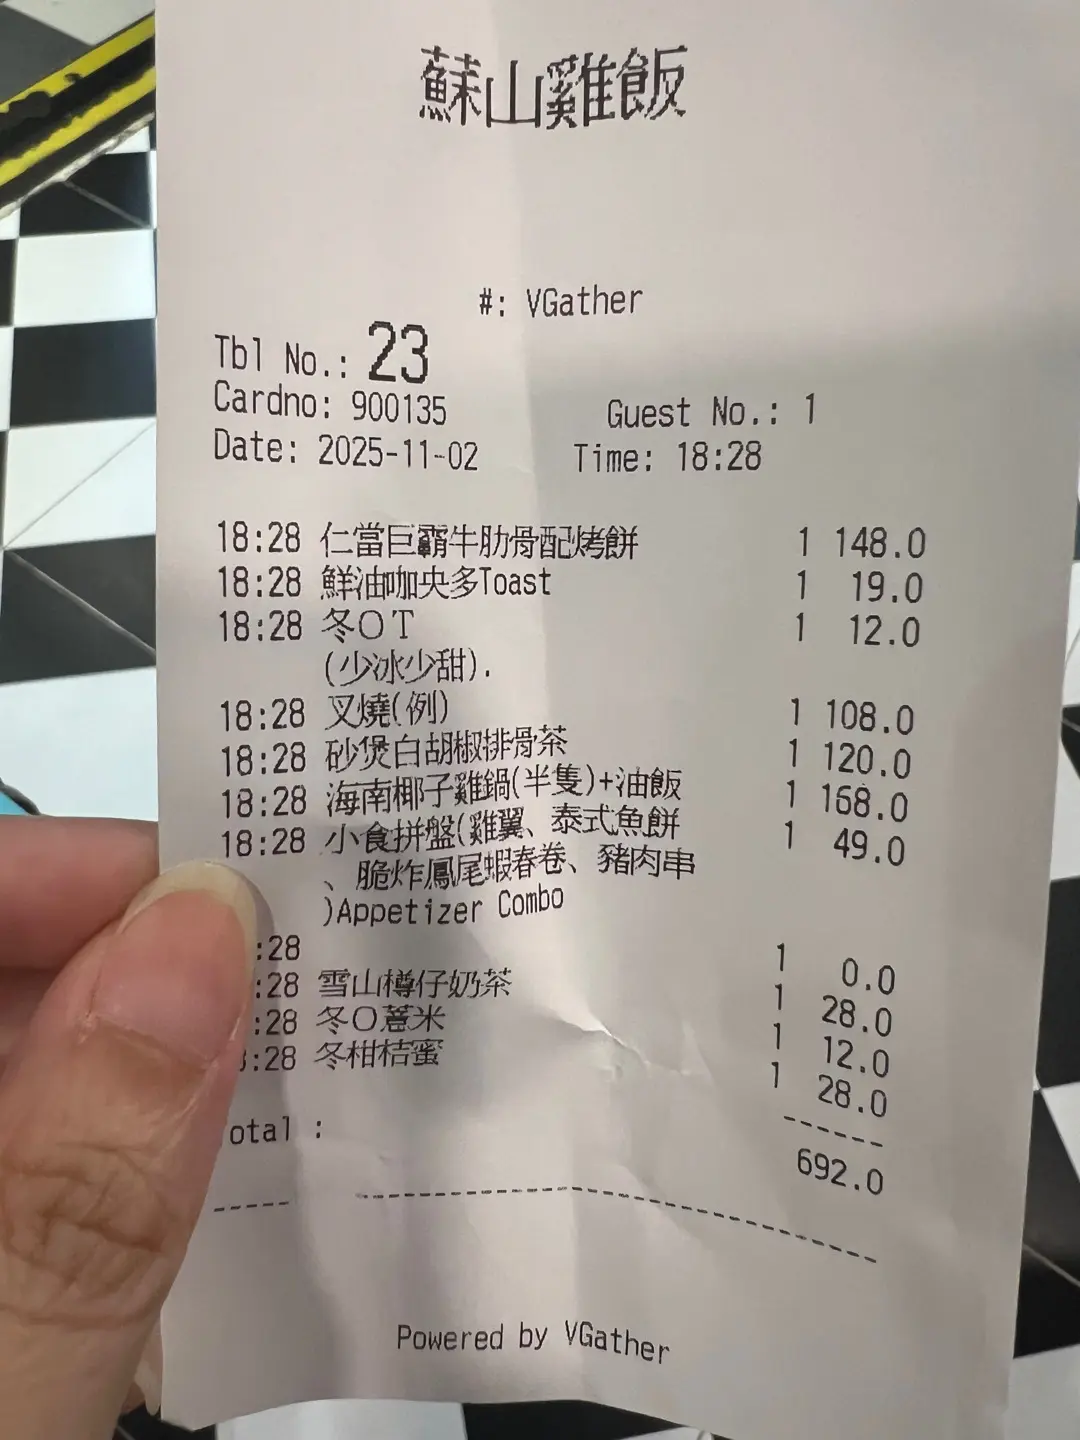 蘇山雞飯
#: VGather
Tbl No.: 23
Cardno: 900135 Guest No.: 1
Date: 2025-11-02 Time: 18:28
18:28 仁當巨霸牛肋骨配烤餅 1 148.0
18:28 鮮油咖央多Toast 1 19.0
18:28 冬OT 1 12.0
(少冰少甜).
18:28 叉燒(例) 1 108.0
18:28 砂煲白胡椒排骨茶 1 120.0
18:28 海南椰子雞鍋(半隻)+油飯 1 168.0
18:28 小食拼盤(雞翼、泰式魚餅 1 49.0
、脆炸鳳尾蝦春卷、豬肉串
)Appetizer Combo
:28 1 0.0
:28 雪山樽仔奶茶 1 28.0
:28 冬O薏米 1 12.0
:28 冬柑桔蜜 1 28.0
------
otal : 692.0
Powered by VGather